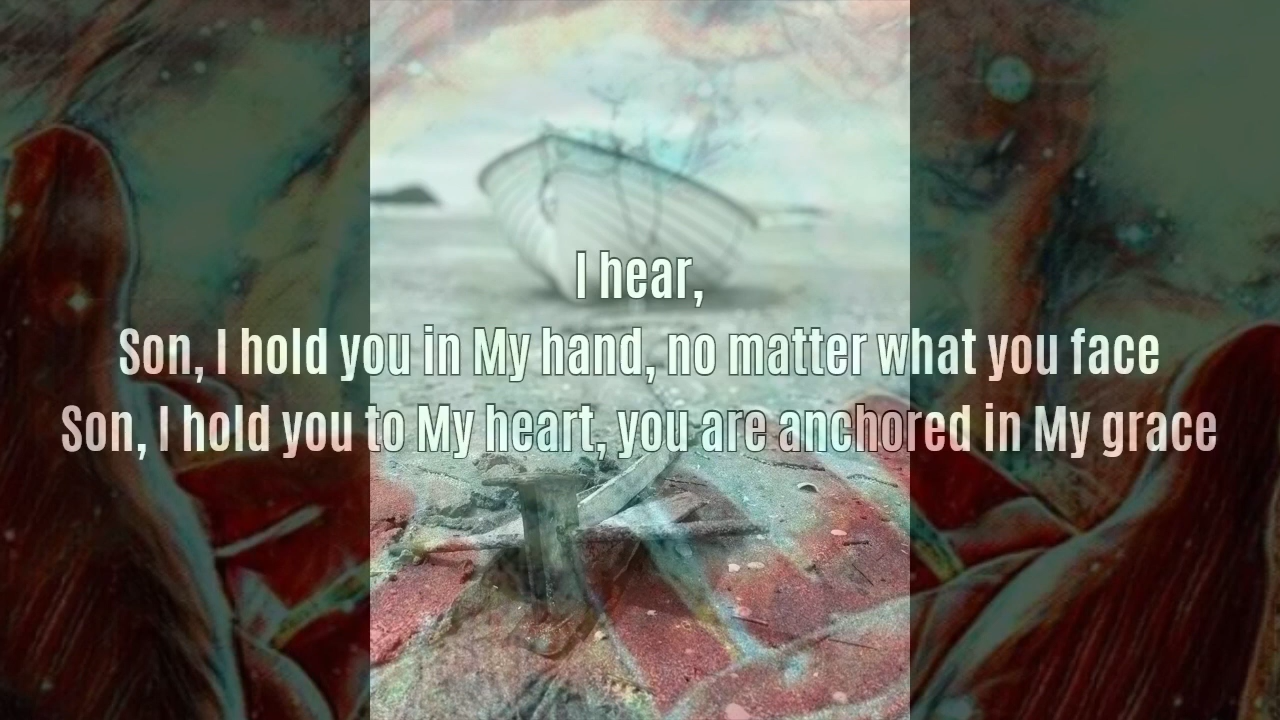 I hear,
Son, I hold you in My hand, no matter what you face
Son, I hold you to My heart, you are anchored in My grace